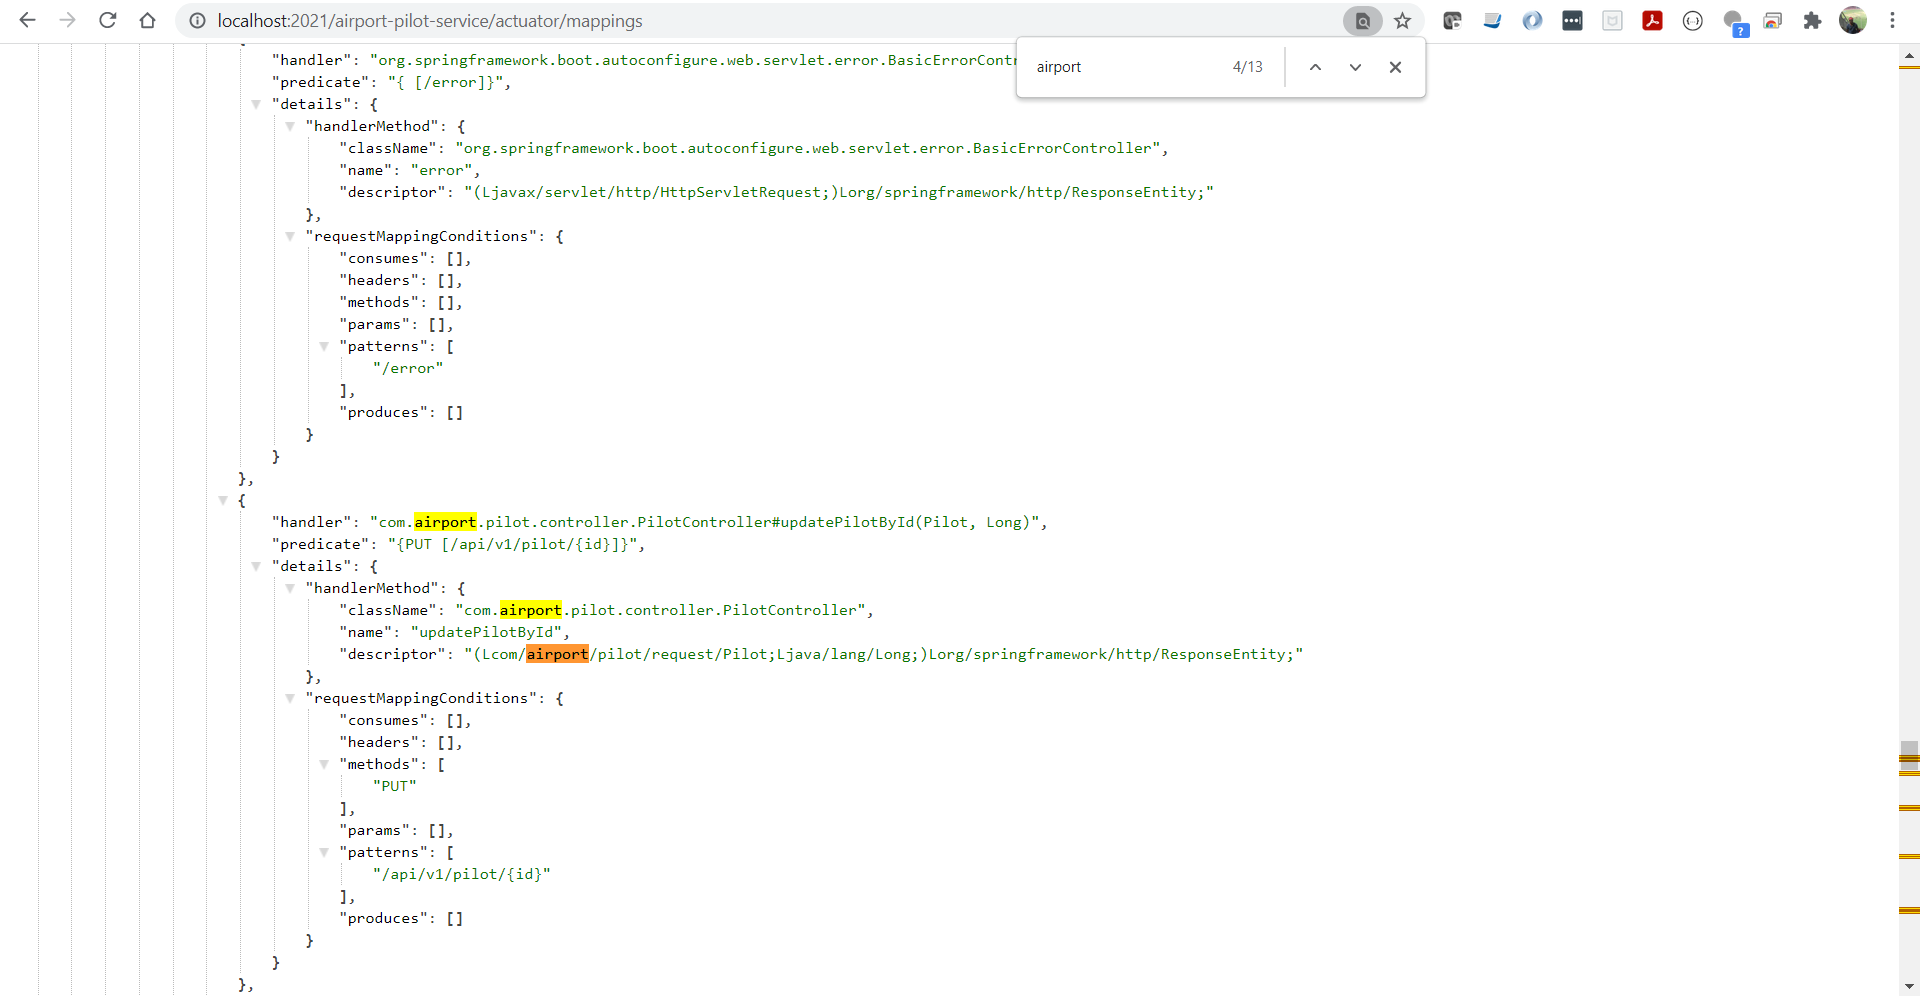 localhost:2021/airport-pilot-service/actuator/mappings
airport 4/13
"handler": "org.springframework.boot.autoconfigure.web.servlet.error.BasicErrorContr
"predicate": "{ [/error]}",
"details": {
"handlerMethod": {
"className": "org.springframework.boot.autoconfigure.web.servlet.error.BasicErrorController",
"name": "error",
"descriptor": "(Ljavax/servlet/http/HttpServletRequest;)Lorg/springframework/http/ResponseEntity;"
},
"requestMappingConditions": {
"consumes": [],
"headers": [],
"methods": [],
"params": [],
"patterns": [
"/error"
],
"produces": []
}
}
},
{
"handler": "com.airport.pilot.controller.PilotController#updatePilotById(Pilot, Long)",
"predicate": "{PUT [/api/v1/pilot/{id}]}",
"details": {
"handlerMethod": {
"className": "com.airport.pilot.controller.PilotController",
"name": "updatePilotById",
"descriptor": "(Lcom/airport/pilot/request/Pilot;Ljava/lang/Long;)Lorg/springframework/http/ResponseEntity;"
},
"requestMappingConditions": {
"consumes": [],
"headers": [],
"methods": [
"PUT"
],
"params": [],
"patterns": [
"/api/v1/pilot/{id}"
],
"produces": []
}
}
},